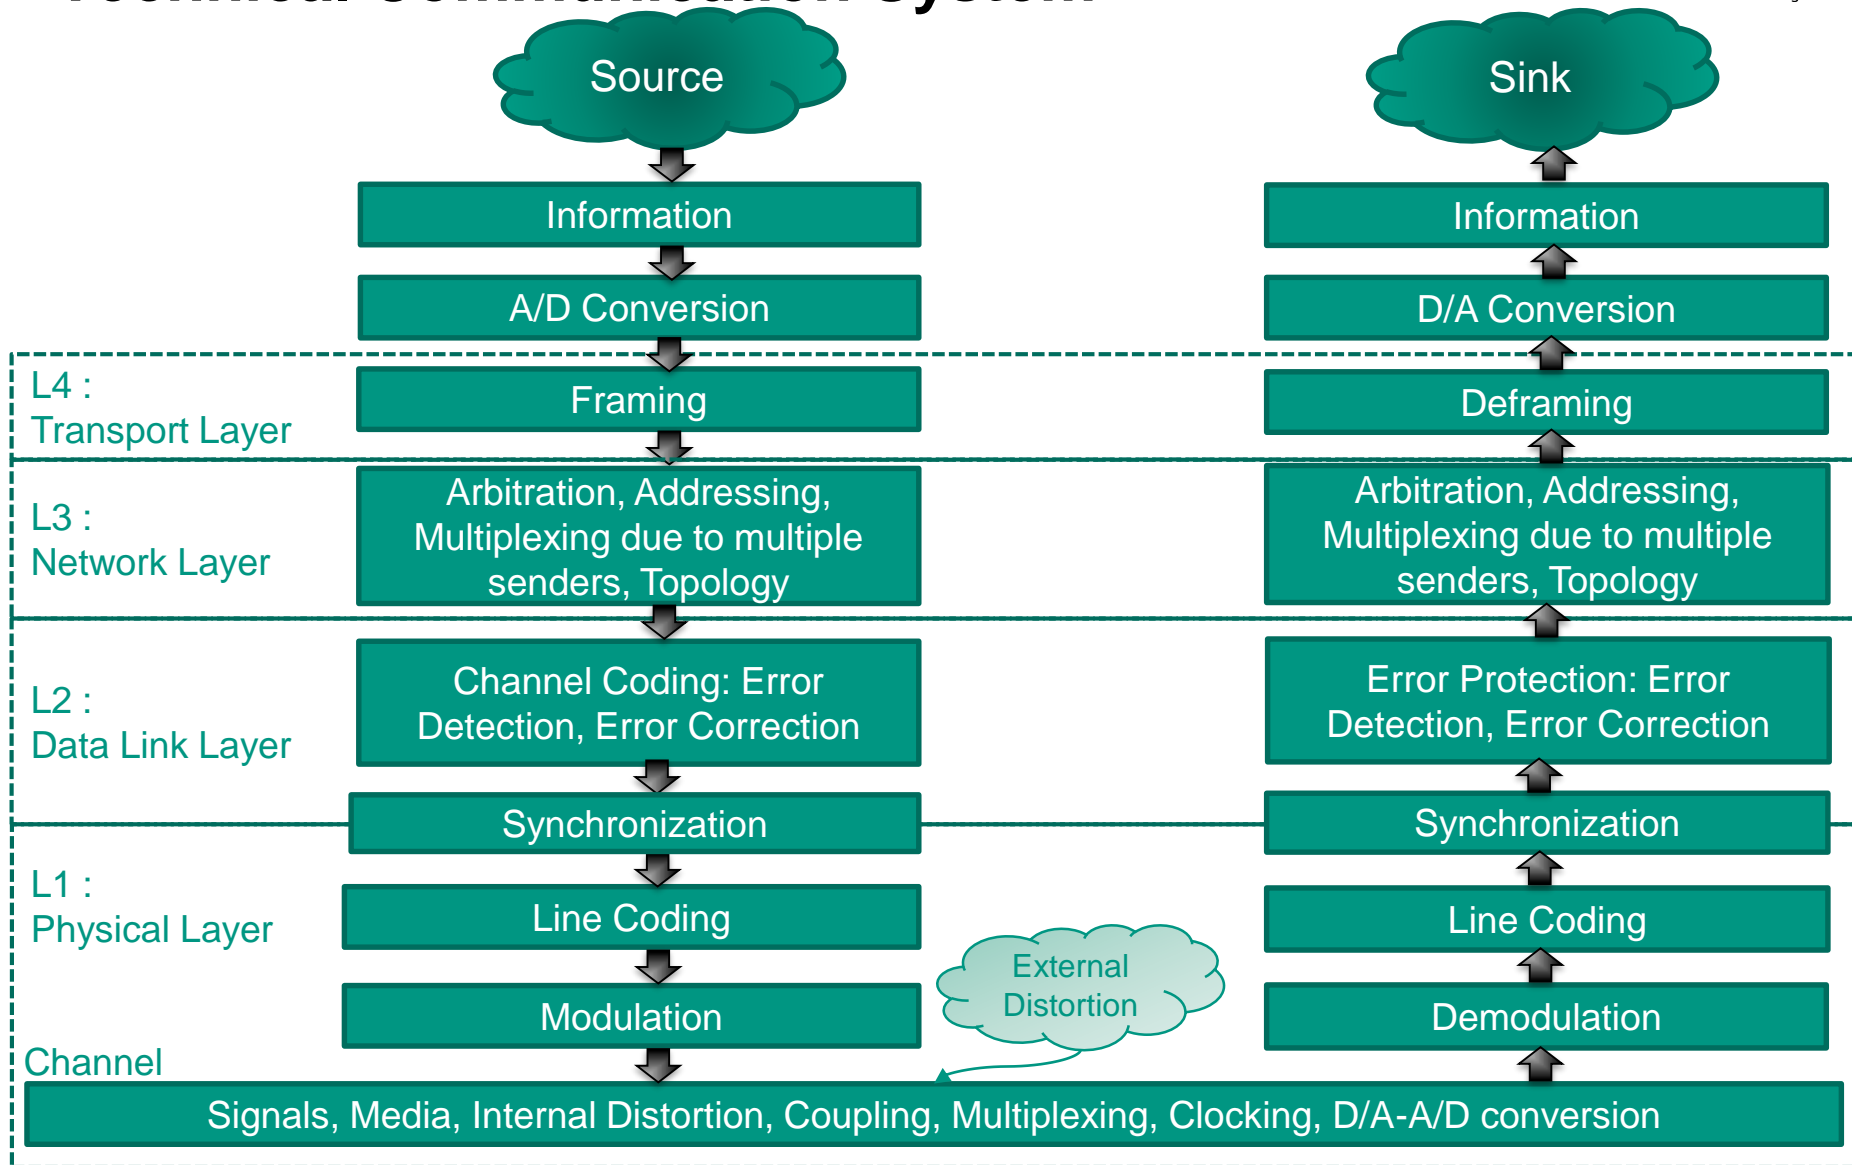 Technical Communication System
Source
Sink
Information
Information
A/D Conversion
D/A Conversion
L4 :
Transport Layer
Framing
Deframing
L3 :
Network Layer
Arbitration, Addressing,
Multiplexing due to multiple
senders, Topology
Arbitration, Addressing,
Multiplexing due to multiple
senders, Topology
L2 :
Data Link Layer
Channel Coding: Error
Detection, Error Correction
Error Protection: Error
Detection, Error Correction
Synchronization
Synchronization
L1 :
Physical Layer
Line Coding
Line Coding
External
Distortion
Modulation
Demodulation
Channel
Signals, Media, Internal Distortion, Coupling, Multiplexing, Clocking, D/A-A/D conversion